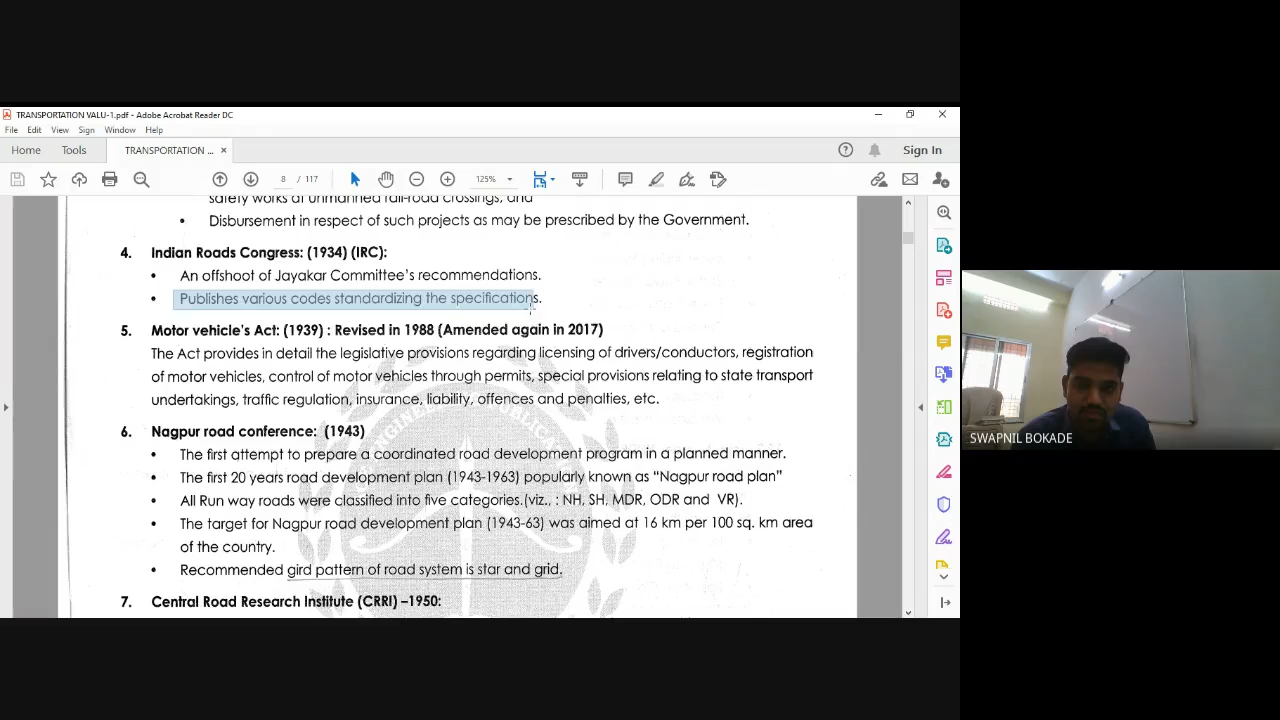 TRANSPORTATION VALU-1.pdf - Adobe Acrobat Reader DC
File Edit View Sign Window Help
Home Tools TRANSPORTATION ... × Sign In
8 / 117 125%
safety works at unmanned rail-road crossings, and
• Disbursement in respect of such projects as may be prescribed by the Government.
4. Indian Roads Congress: (1934) (IRC):
• An offshoot of Jayakar Committee's recommendations.
• Publishes various codes standardizing the specifications.
5. Motor vehicle's Act: (1939) : Revised in 1988 (Amended again in 2017)
The Act provides in detail the legislative provisions regarding licensing of drivers/conductors, registration
of motor vehicles, control of motor vehicles through permits, special provisions relating to state transport
undertakings, traffic regulation, insurance, liability, offences and penalties, etc.
6. Nagpur road conference: (1943)
• The first attempt to prepare a coordinated road development program in a planned manner.
• The first 20 years road development plan (1943-1963) popularly known as "Nagpur road plan"
• All Run way roads were classified into five categories.(viz., : NH, SH, MDR, ODR and VR).
• The target for Nagpur road development plan (1943-63) was aimed at 16 km per 100 sq. km area
of the country.
• Recommended gird pattern of road system is star and grid.
7. Central Road Research Institute (CRRI) –1950:
SWAPNIL BOKADE